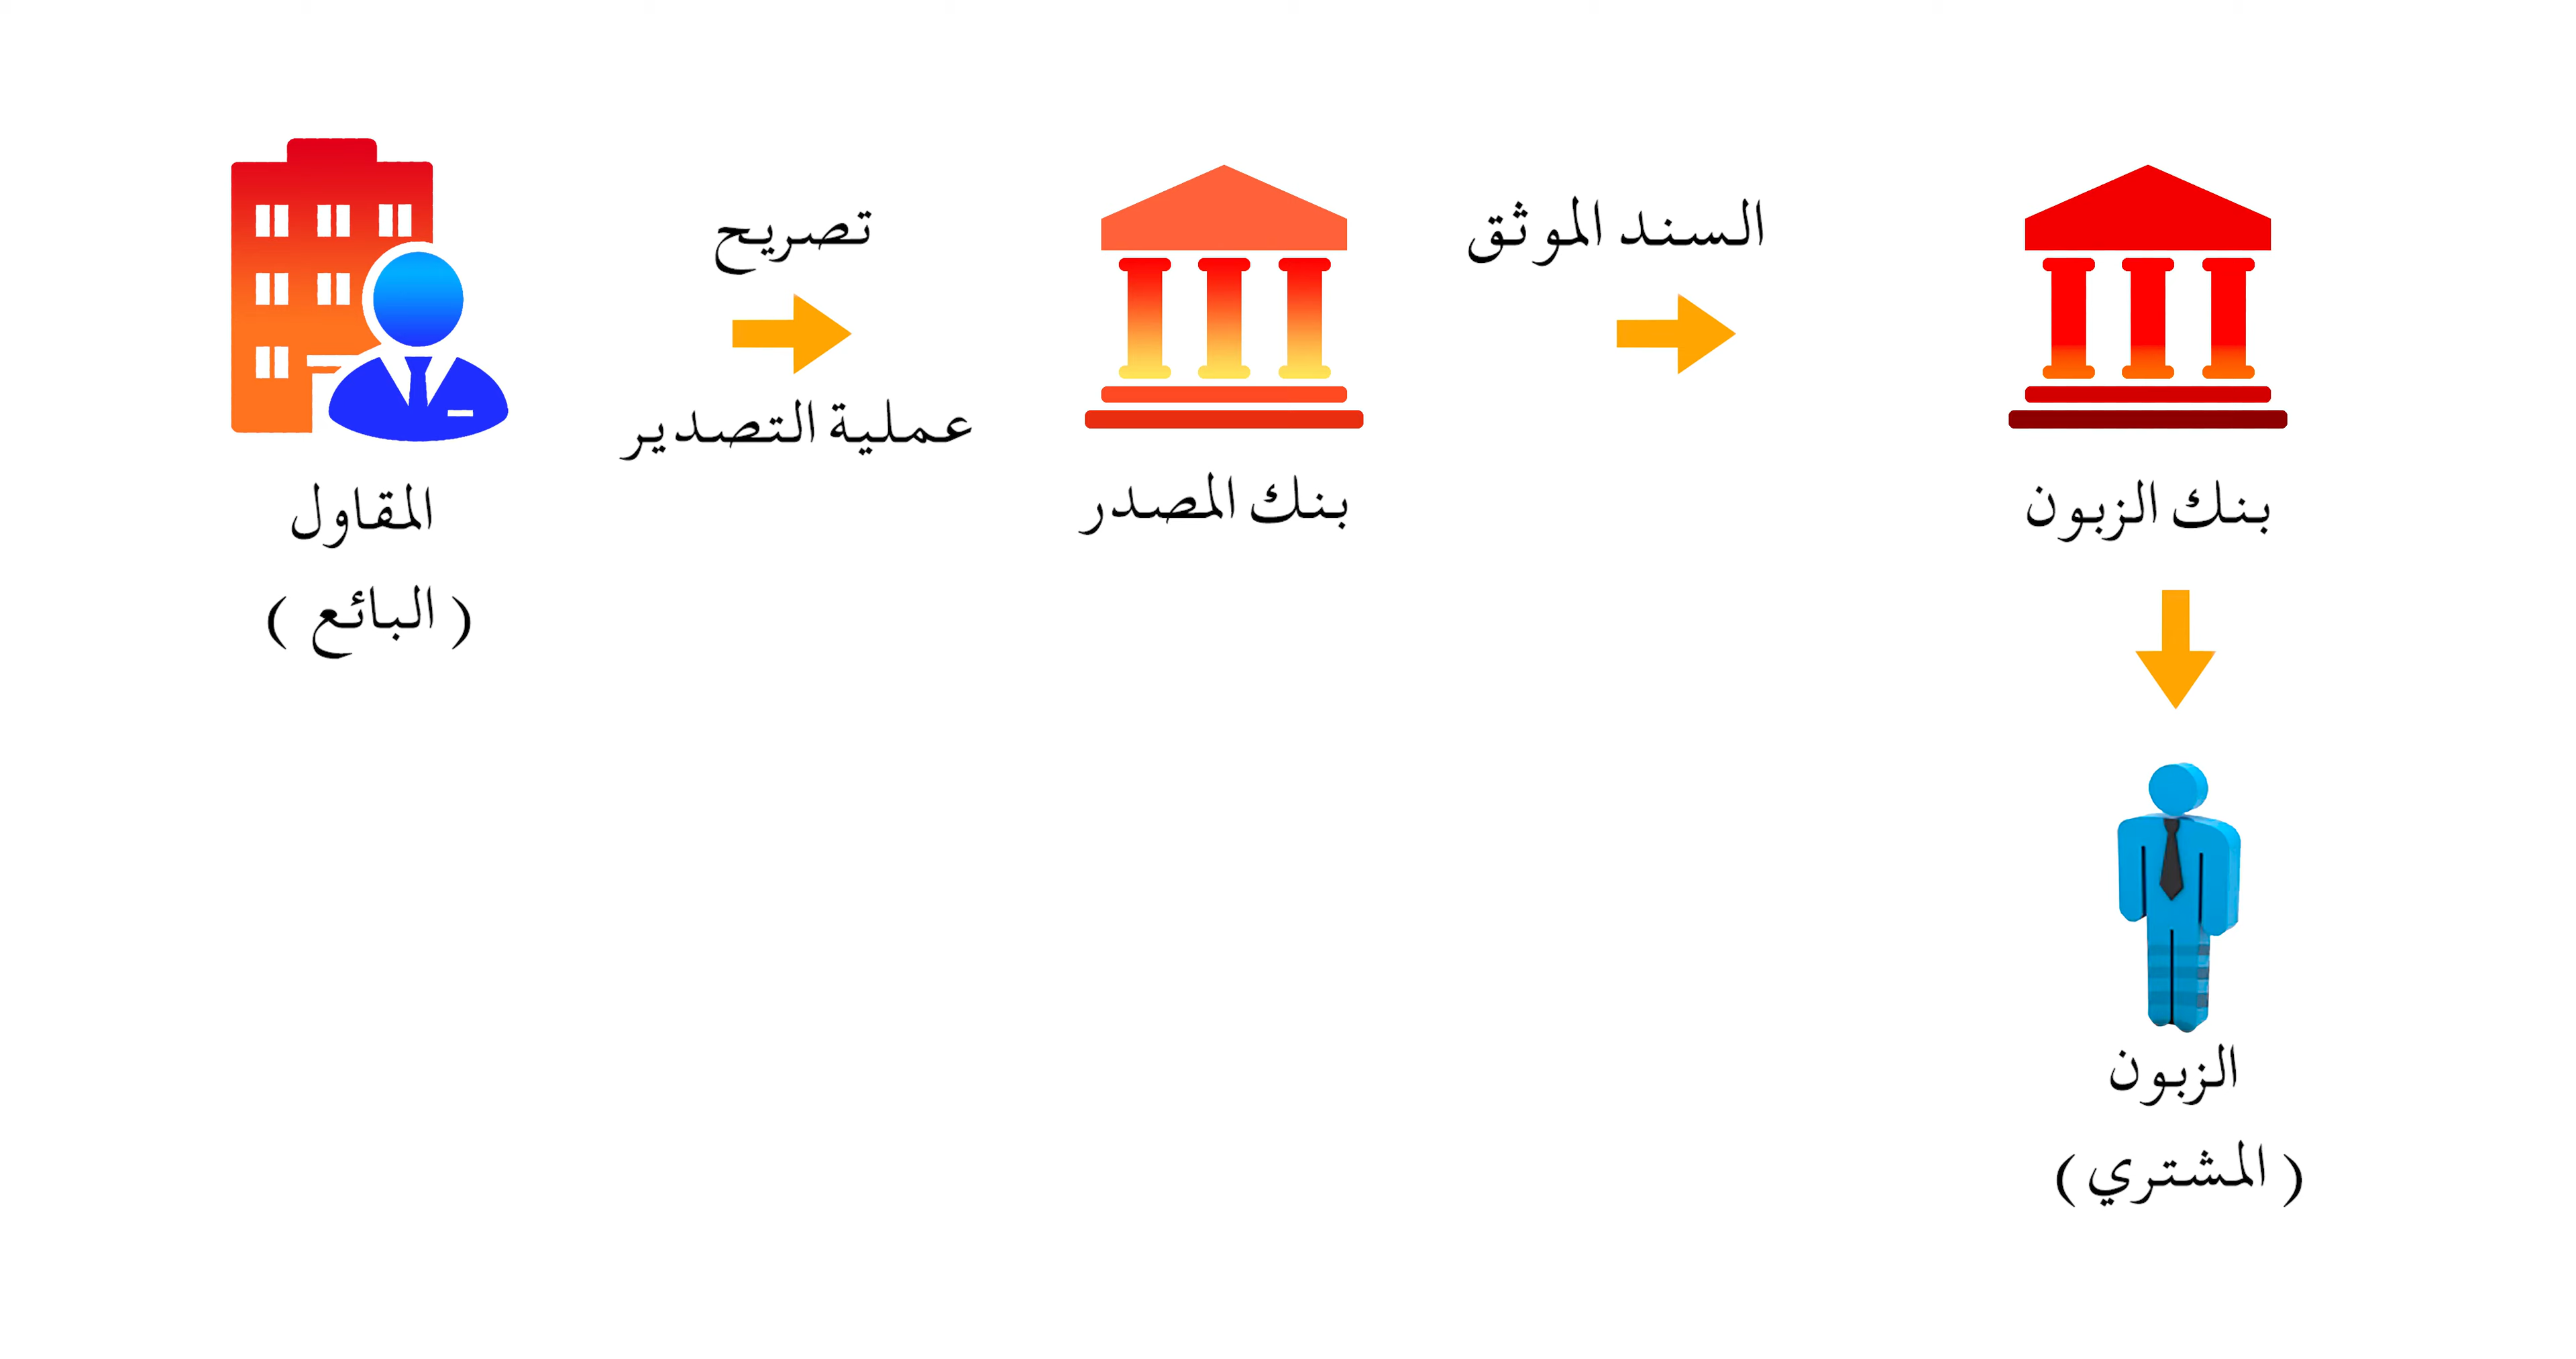 المقاول
( البائع )
تصريح
عملية التصدير
بنك المصدر
السند الموثق
بنك الزبون
الزبون
( المشتري )